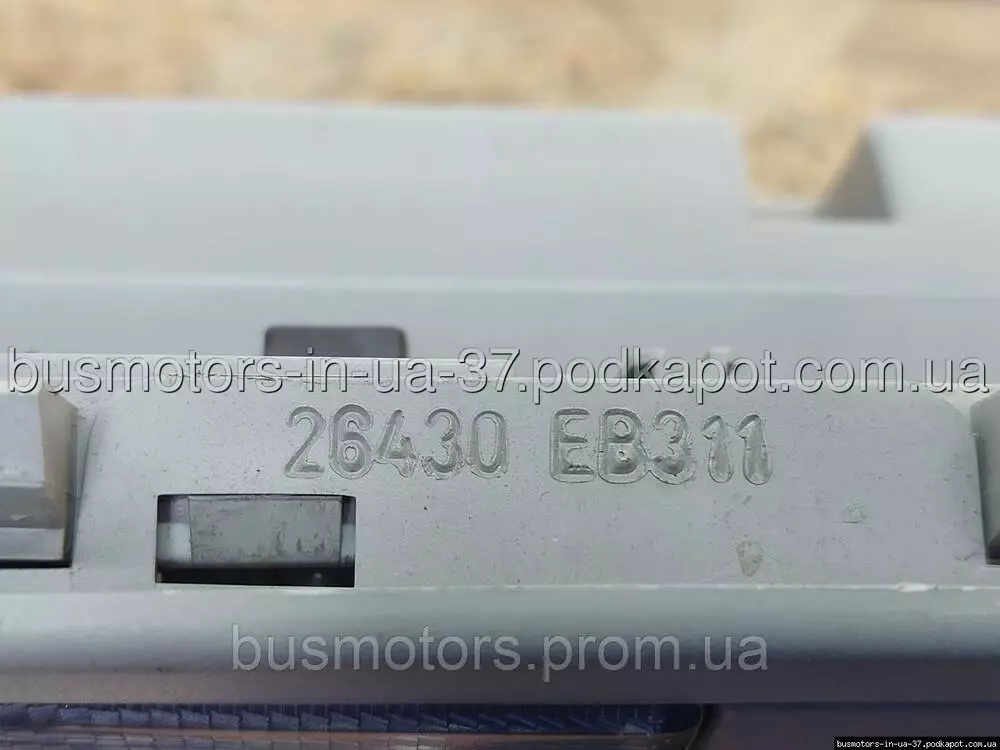 busmotors-in-ua-37.podkapot.com.ua
26430 EB311
busmotors.prom.ua
busmotors-in-ua-37.podkapot.com.ua